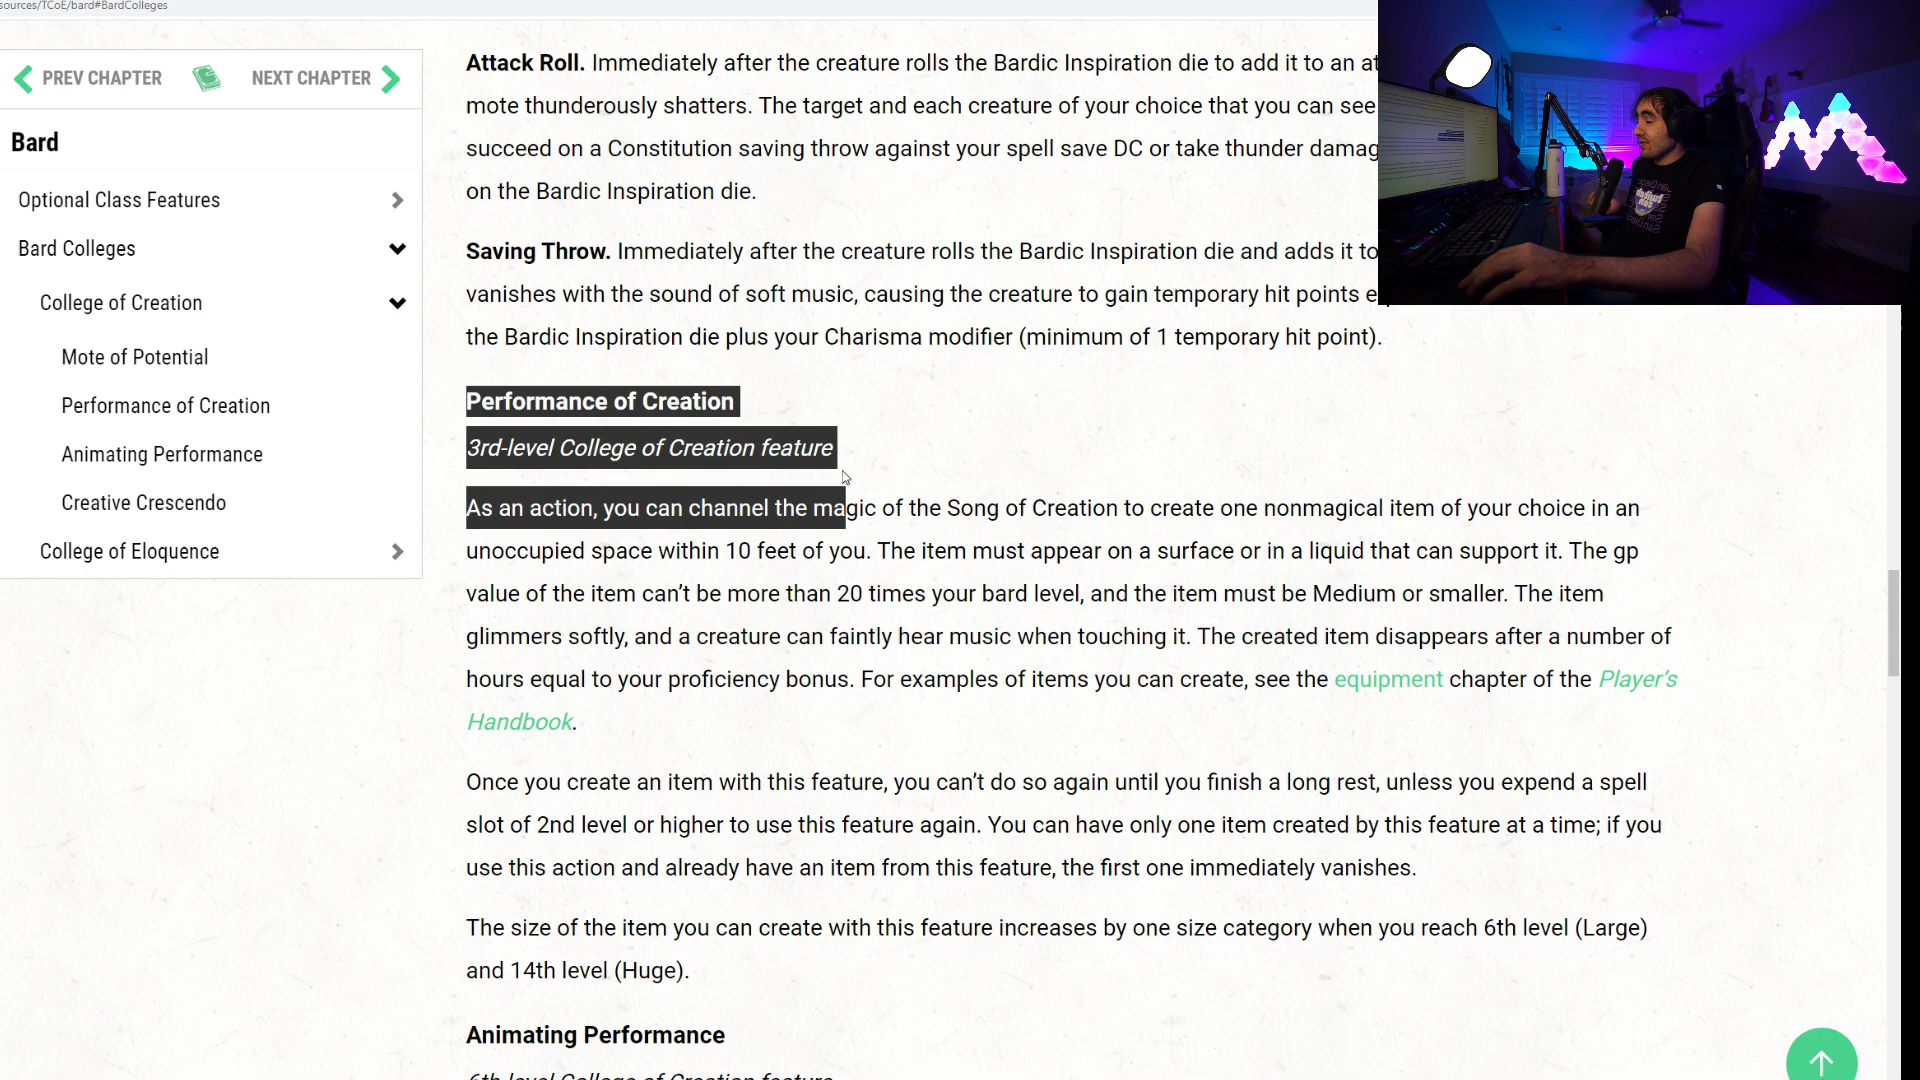 sources/TCoE/bard#BardColleges
PREV CHAPTER
NEXT CHAPTER
Bard
Optional Class Features
Bard Colleges
College of Creation
Mote of Potential
Performance of Creation
Animating Performance
Creative Crescendo
College of Eloquence
Attack Roll. Immediately after the creature rolls the Bardic Inspiration die to add it to an
mote thunderously shatters. The target and each creature of your choice that you can see
succeed on a Constitution saving throw against your spell save DC or take thunder
on the Bardic Inspiration die.
Saving Throw. Immediately after the creature rolls the Bardic Inspiration die and adds it to
vanishes with the sound of soft music, causing the creature to gain temporary hit points
the Bardic Inspiration die plus your Charisma modifier (minimum of 1 temporary hit point).
Performance of Creation
3rd-level College of Creation feature
As an action, you can channel the magic of the Song of Creation to create one nonmagical item of your choice in an
unoccupied space within 10 feet of you. The item must appear on a surface or in a liquid that can support it. The gp
value of the item can’t be more than 20 times your bard level, and the item must be Medium or smaller. The item
glimmers softly, and a creature can faintly hear music when touching it. The created item disappears after a number of
hours equal to your proficiency bonus. For examples of items you can create, see the equipment chapter of the Player’s
Handbook.
Once you create an item with this feature, you can’t do so again until you finish a long rest, unless you expend a spell
slot of 2nd level or higher to use this feature again. You can have only one item created by this feature at a time; if you
use this action and already have an item from this feature, the first one immediately vanishes.
The size of the item you can create with this feature increases by one size category when you reach 6th level (Large)
and 14th level (Huge).
Animating Performance
6th-level College of Creation feature